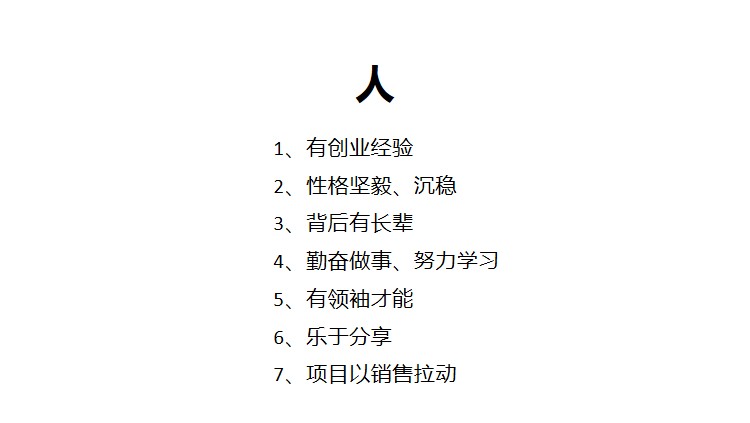 人
1、有创业经验
2、性格坚毅、沉稳
3、背后有长辈
4、勤奋做事、努力学习
5、有领袖才能
6、乐于分享
7、项目以销售拉动